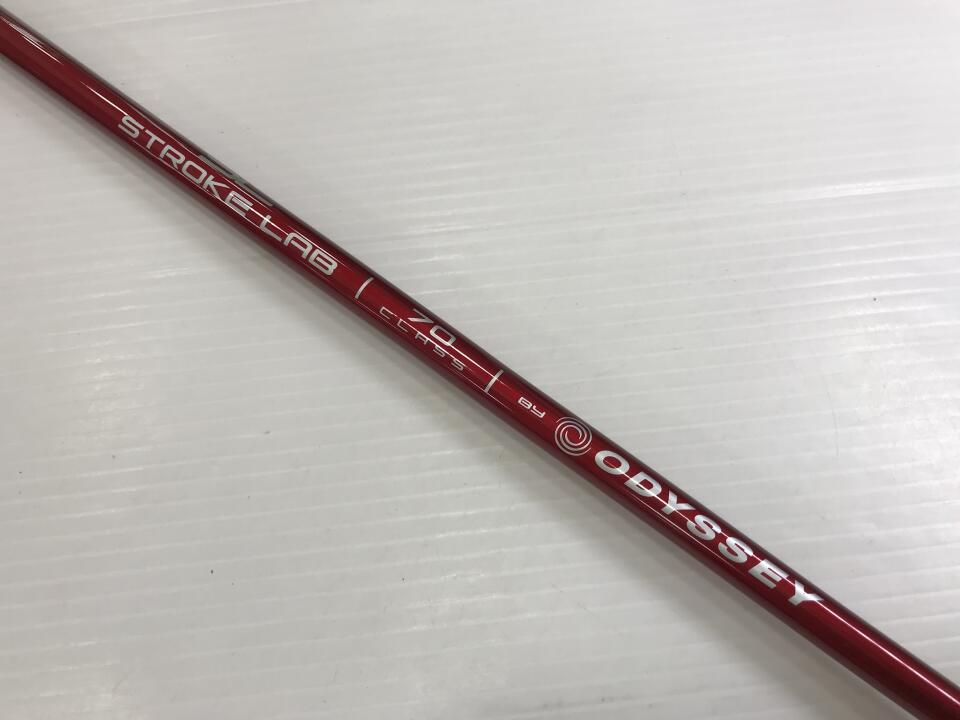 STROKE LAB
70
CLASS
BY ODYSSEY